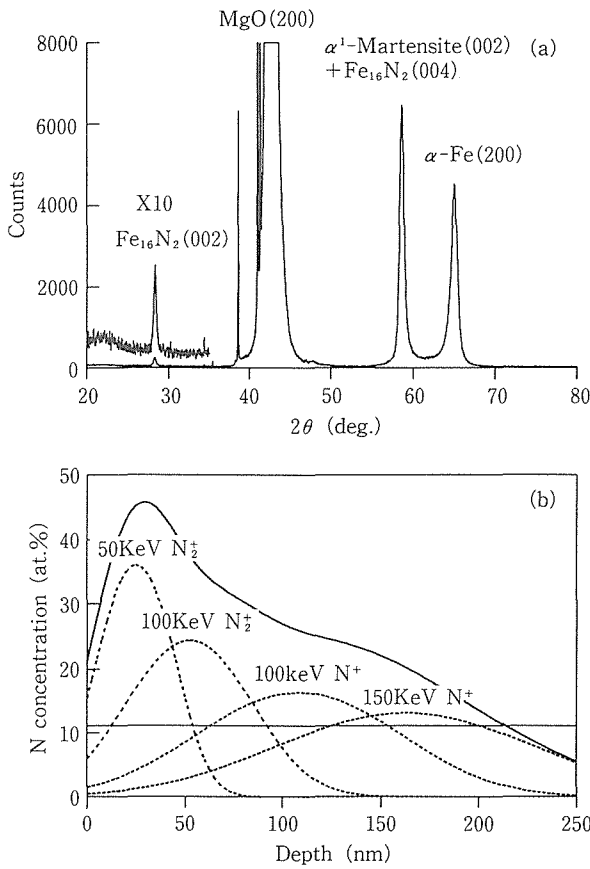 MgO(200)
8000
α¹-Martensite(002) (a)
+Fe₁₆N₂(004)
6000
α-Fe(200)
Counts
4000
X10
Fe₁₆N₂(002)
2000
0
20 30 40 50 60 70 80
2θ (deg.)
50
(b)
40
50KeV N₂⁺
30
100KeV N₂⁺
N concentration (at.%)
20
100keV N⁺
150KeV N⁺
10
0
0 50 100 150 200 250
Depth (nm)